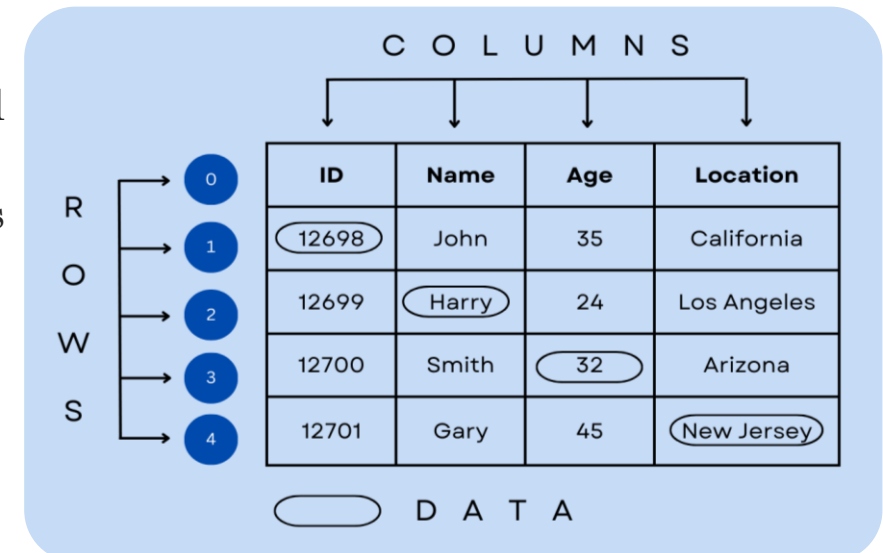 COLUMNS
ROWS
0 ID Name Age Location
1 12698 John 35 California
2 12699 Harry 24 Los Angeles
3 12700 Smith 32 Arizona
4 12701 Gary 45 New Jersey
DATA